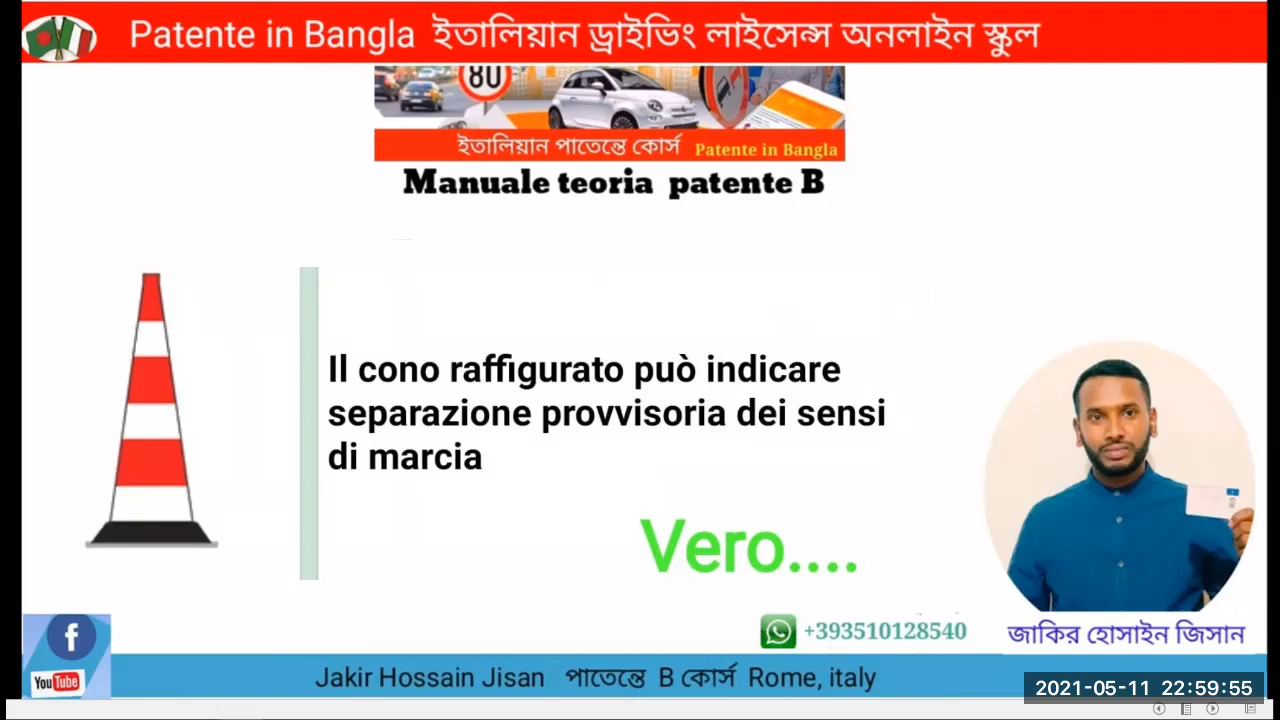 Patente in Bangla ইতালিয়ান ড্রাইভিং লাইসেন্স অনলাইন স্কুল
80
ইতালিয়ান পাতেন্তে কোর্স Patente in Bangla
Manuale teoria patente B
Il cono raffigurato può indicare
separazione provvisoria dei sensi
di marcia
Vero....
+393510128540
জাকির হোসাইন জিসান
f
You Tube
Jakir Hossain Jisan পাতেন্তে B কোর্স Rome, italy
2021-05-11 22:59:55